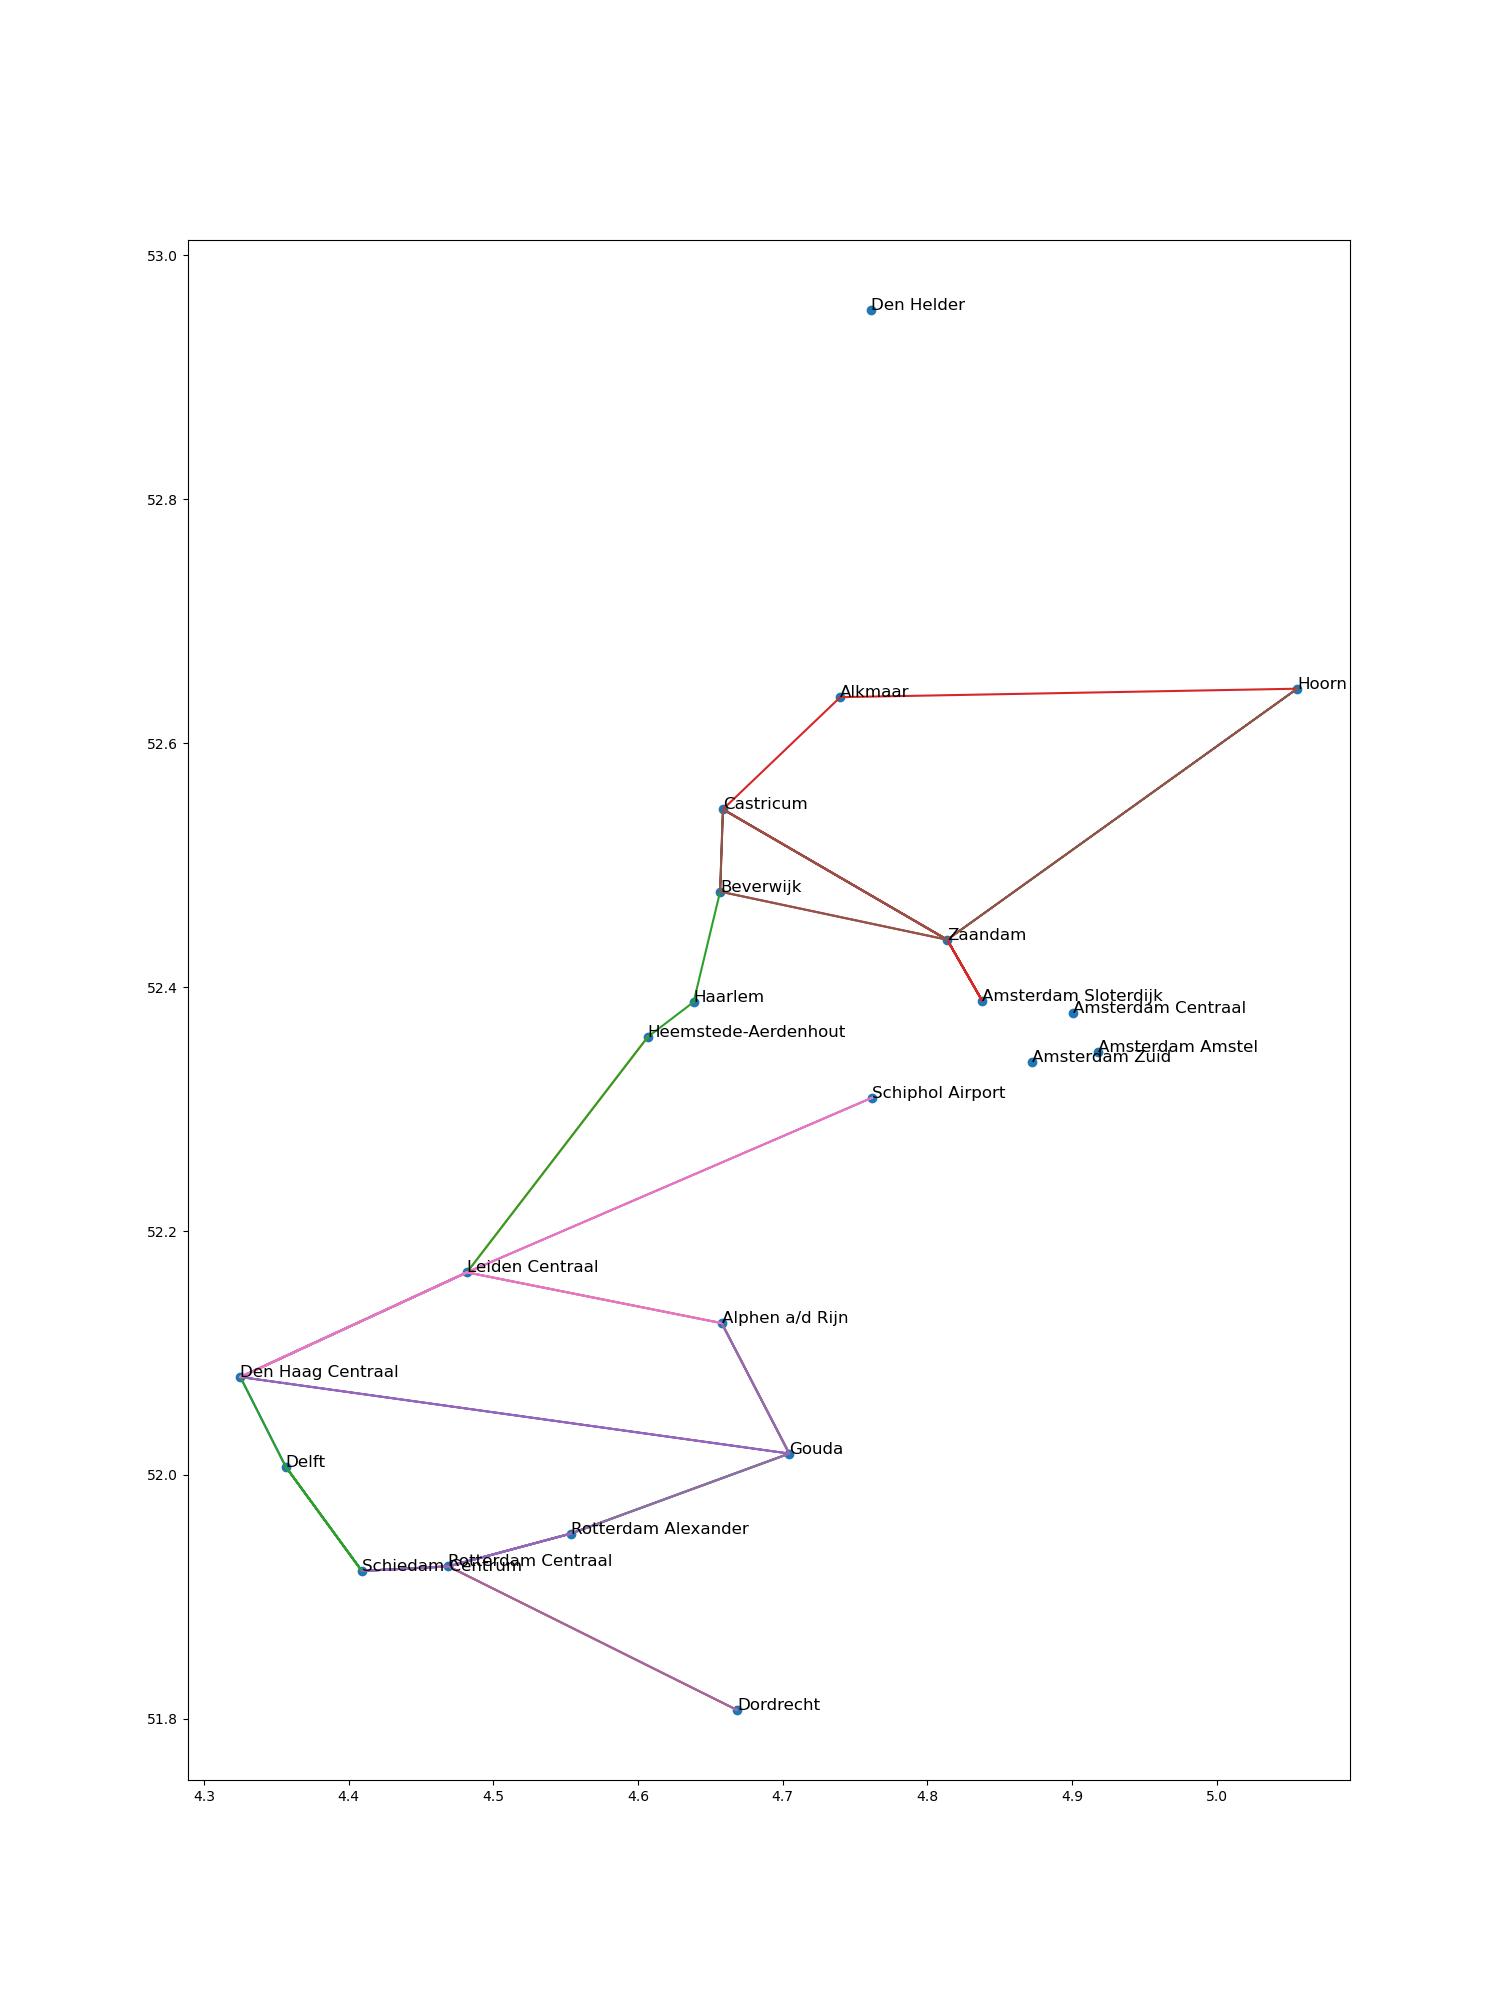 53.0
Den Helder
52.8
Alkmaar
Hoorn
52.6
Castricum
Beverwijk
Zaandam
52.4
Haarlem
Amsterdam Sloterdijk
Amsterdam Centraal
Heemstede-Aerdenhout
Amsterdam Amstel
Amsterdam Zuid
Schiphol Airport
52.2
Leiden Centraal
Alphen a/d Rijn
Den Haag Centraal
Gouda
Delft
52.0
Rotterdam Alexander
Rotterdam Centraal
Schiedam Centrum
Dordrecht
51.8
4.3 4.4 4.5 4.6 4.7 4.8 4.9 5.0